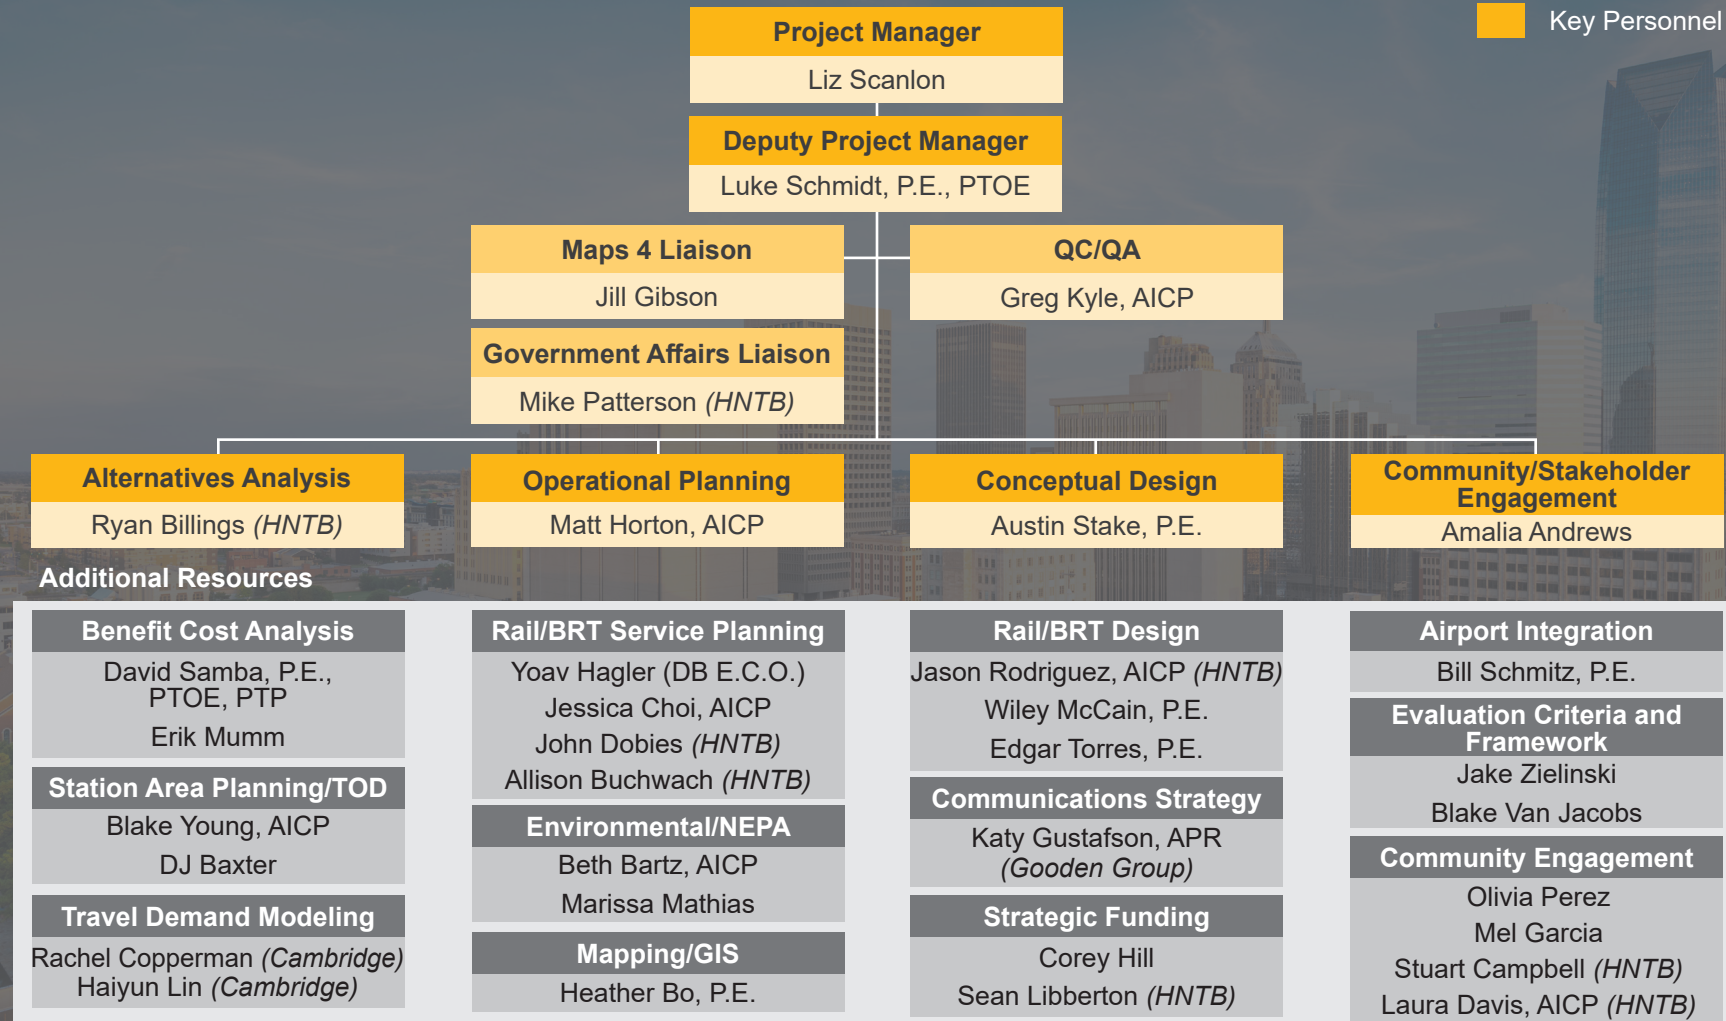 Key Personnel
Project Manager
Liz Scanlon
Deputy Project Manager
Luke Schmidt, P.E., PTOE
Maps 4 Liaison
Jill Gibson
QC/QA
Greg Kyle, AICP
Government Affairs Liaison
Mike Patterson (HNTB)
Alternatives Analysis
Ryan Billings (HNTB)
Operational Planning
Matt Horton, AICP
Conceptual Design
Austin Stake, P.E.
Community/Stakeholder
Engagement
Amalia Andrews
Additional Resources
Benefit Cost Analysis
David Samba, P.E.,
PTOE, PTP
Erik Mumm
Station Area Planning/TOD
Blake Young, AICP
DJ Baxter
Travel Demand Modeling
Rachel Copperman (Cambridge)
Haiyun Lin (Cambridge)
Rail/BRT Service Planning
Yoav Hagler (DB E.C.O.)
Jessica Choi, AICP
John Dobies (HNTB)
Allison Buchwach (HNTB)
Environmental/NEPA
Beth Bartz, AICP
Marissa Mathias
Mapping/GIS
Heather Bo, P.E.
Rail/BRT Design
Jason Rodriguez, AICP (HNTB)
Wiley McCain, P.E.
Edgar Torres, P.E.
Communications Strategy
Katy Gustafson, APR
(Gooden Group)
Strategic Funding
Corey Hill
Sean Libberton (HNTB)
Airport Integration
Bill Schmitz, P.E.
Evaluation Criteria and
Framework
Jake Zielinski
Blake Van Jacobs
Community Engagement
Olivia Perez
Mel Garcia
Stuart Campbell (HNTB)
Laura Davis, AICP (HNTB)